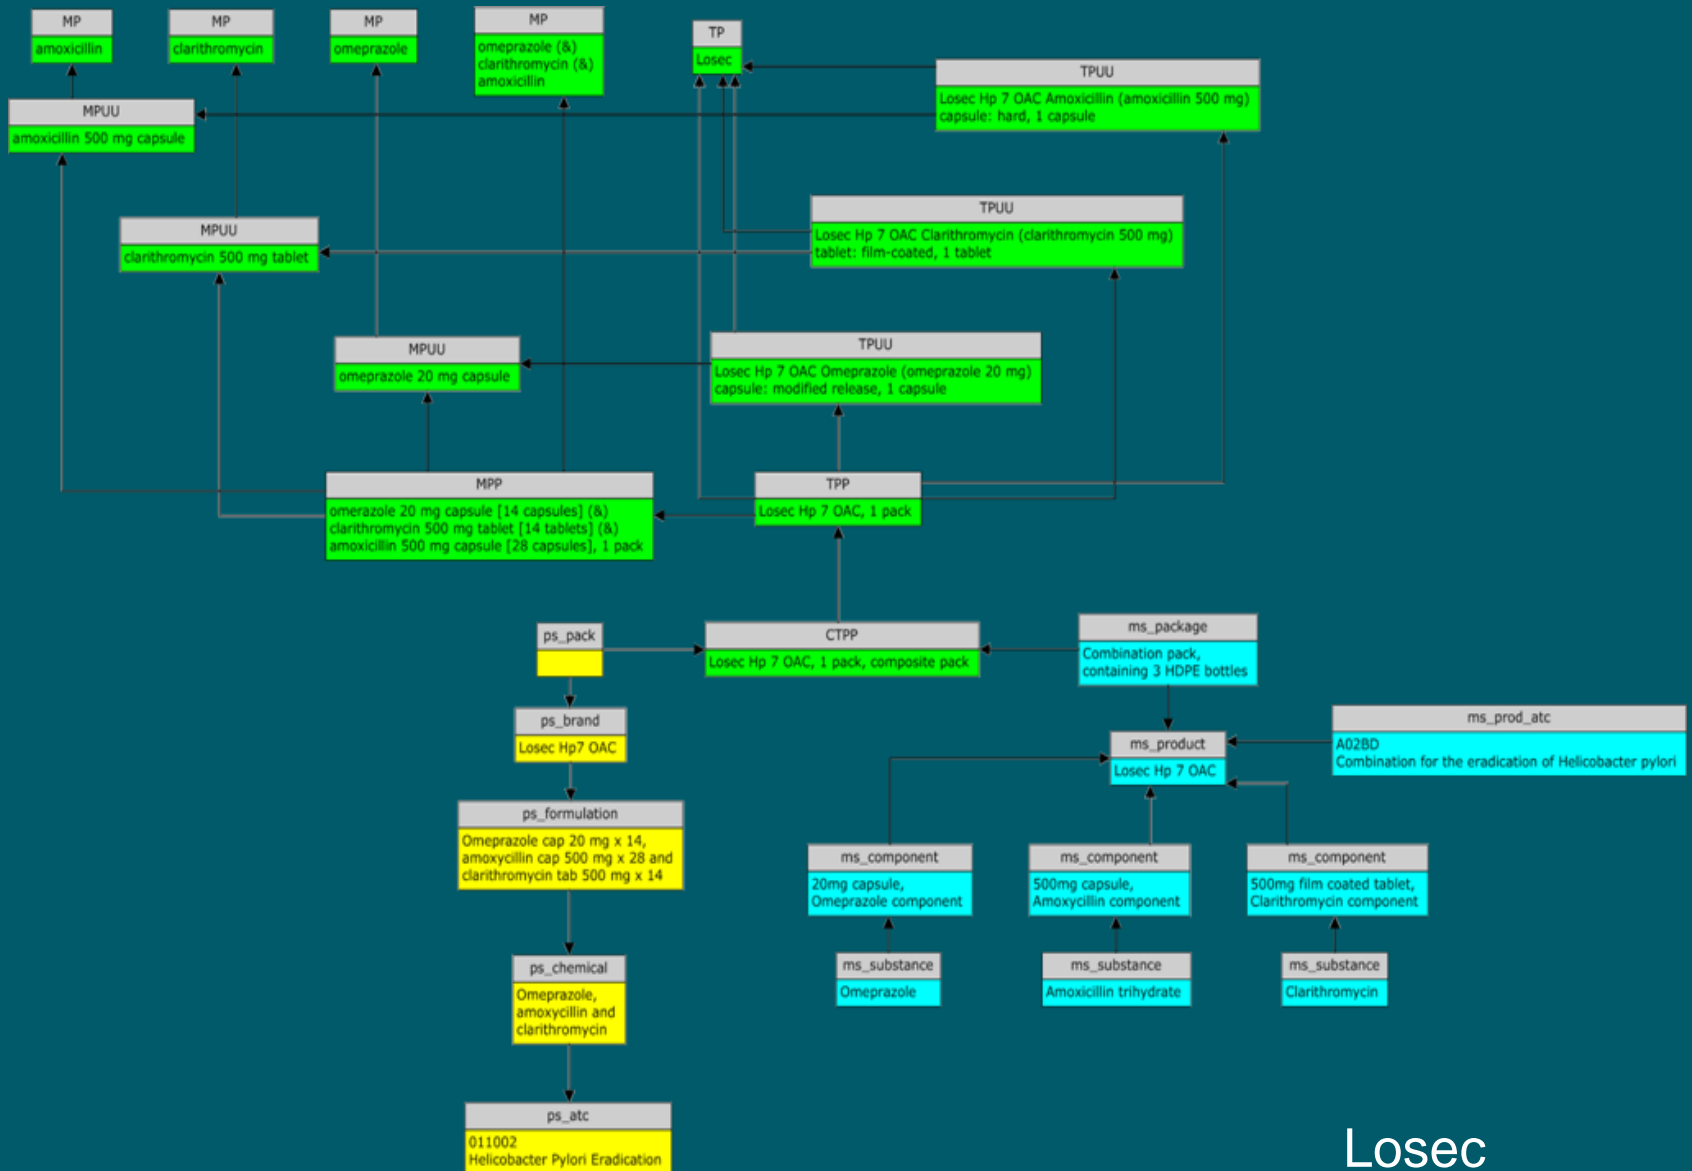 MP
amoxicillin
MP
clarithromycin
MP
omeprazole
MP
omeprazole (&)
clarithromycin (&)
amoxicillin
TP
Losec
TPUU
Losec Hp 7 OAC Amoxicillin (amoxicillin 500 mg)
capsule: hard, 1 capsule
MPUU
amoxicillin 500 mg capsule
TPUU
Losec Hp 7 OAC Clarithromycin (clarithromycin 500 mg)
tablet: film-coated, 1 tablet
MPUU
clarithromycin 500 mg tablet
MPUU
omeprazole 20 mg capsule
TPUU
Losec Hp 7 OAC Omeprazole (omeprazole 20 mg)
capsule: modified release, 1 capsule
MPP
omerazole 20 mg capsule [14 capsules] (&)
clarithromycin 500 mg tablet [14 tablets] (&)
amoxicillin 500 mg capsule [28 capsules], 1 pack
TPP
Losec Hp 7 OAC, 1 pack
ps_pack
CTPP
Losec Hp 7 OAC, 1 pack, composite pack
ms_package
Combination pack,
containing 3 HDPE bottles
ps_brand
Losec Hp7 OAC
ms_product
Losec Hp 7 OAC
ms_prod_atc
A02BD
Combination for the eradication of Helicobacter pylori
ps_formulation
Omeprazole cap 20 mg x 14,
amoxycillin cap 500 mg x 28 and
clarithromycin tab 500 mg x 14
ms_component
20mg capsule,
Omeprazole component
ms_component
500mg capsule,
Amoxycillin component
ms_component
500mg film coated tablet,
Clarithromycin component
ps_chemical
Omeprazole,
amoxycillin and
clarithromycin
ms_substance
Omeprazole
ms_substance
Amoxicillin trihydrate
ms_substance
Clarithromycin
ps_atc
011002
Helicobacter Pylori Eradication
Losec